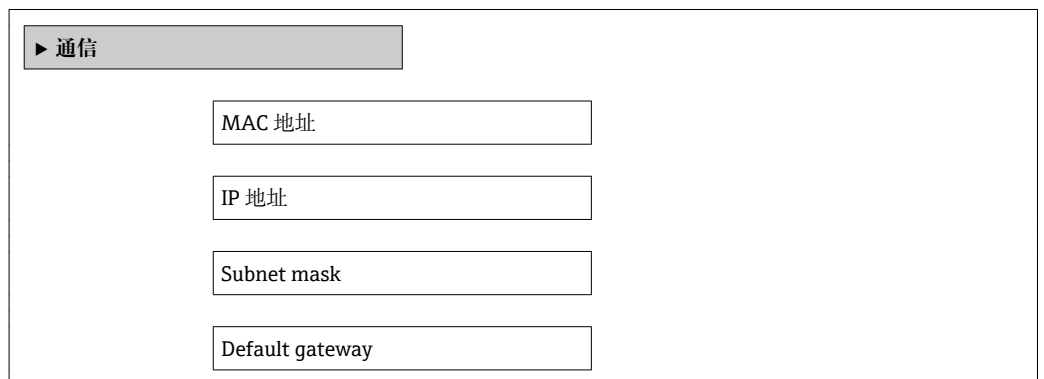 ▶ 通信
MAC 地址
IP 地址
Subnet mask
Default gateway